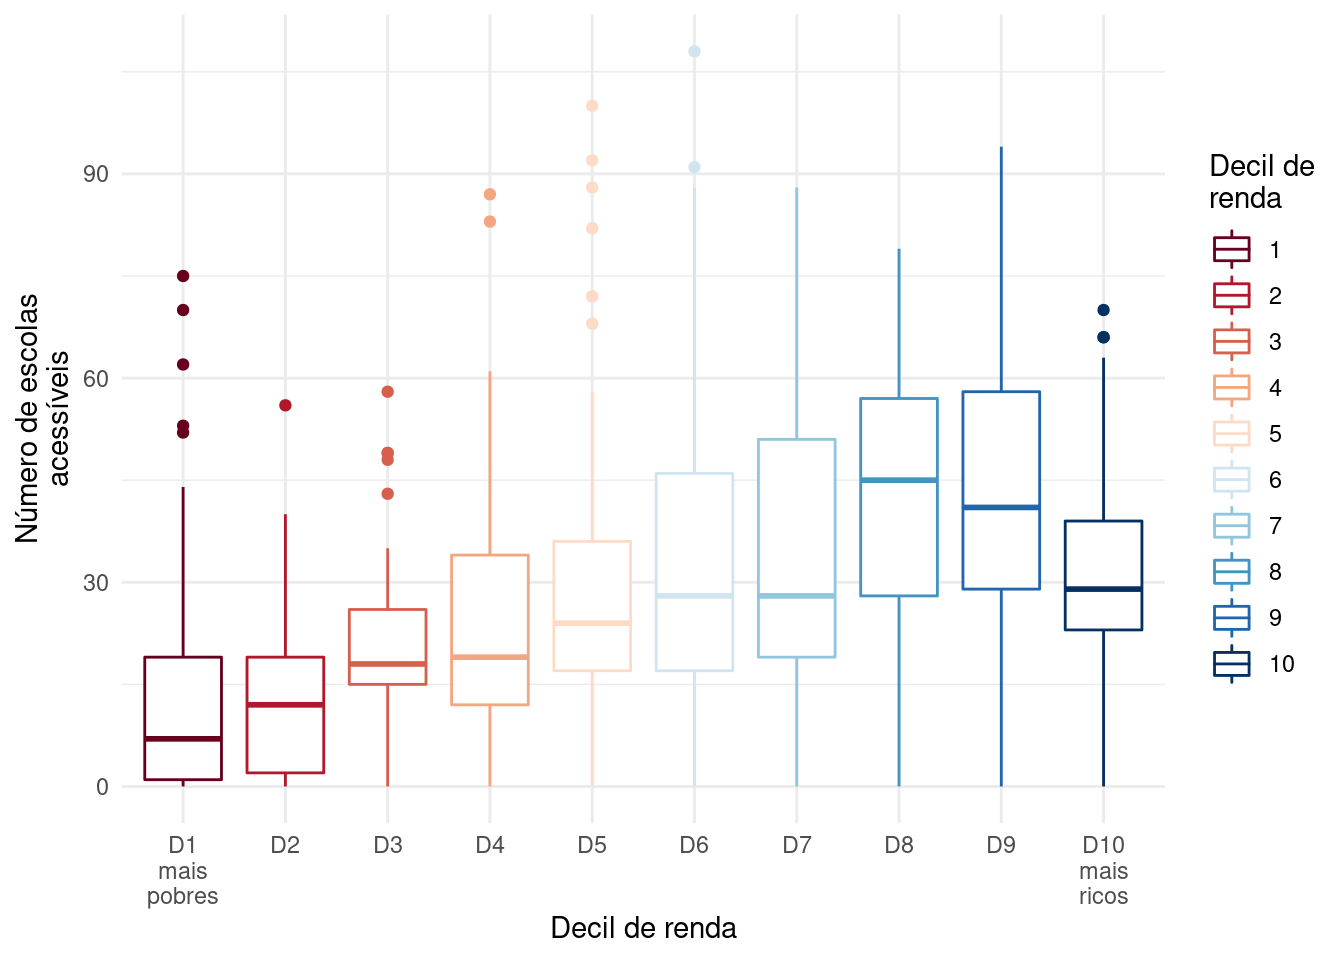 Número de escolas
acessíveis
90
60
30
0
D1
mais
pobres
D2
D3
D4
D5
D6
D7
D8
D9
D10
mais
ricos
Decil de renda
Decil de
renda
1
2
3
4
5
6
7
8
9
10